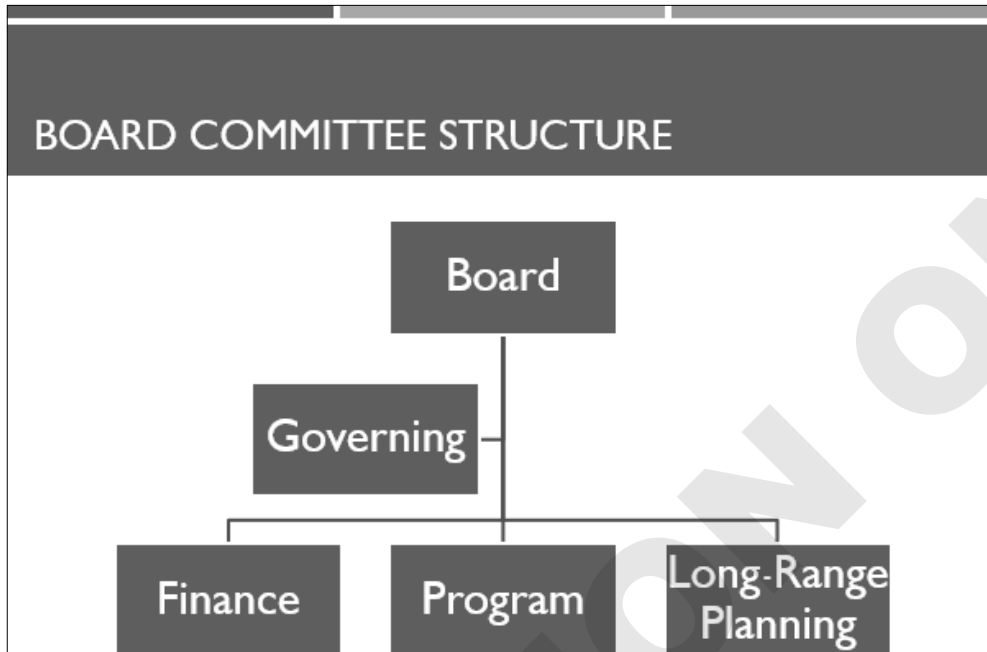 BOARD COMMITTEE STRUCTURE
Board
Governing
Finance
Program
Long-Range
Planning